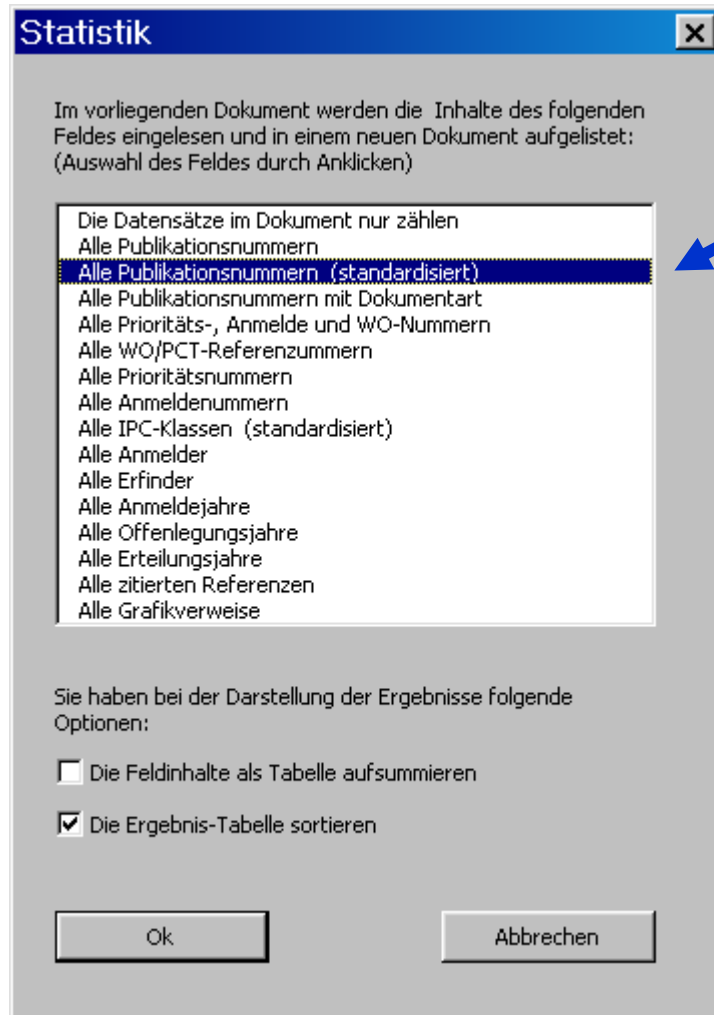 Statistik
Im vorliegenden Dokument werden die Inhalte des folgenden
Feldes eingelesen und in einem neuen Dokument aufgelistet:
(Auswahl des Feldes durch Anklicken)
Die Datensätze im Dokument nur zählen
Alle Publikationsnummern
Alle Publikationsnummern (standardisiert)
Alle Publikationsnummern mit Dokumentart
Alle Prioritäts-, Anmelde und WO-Nummern
Alle WO/PCT-Referenzummern
Alle Prioritätsnummern
Alle Anmeldenummern
Alle IPC-Klassen (standardisiert)
Alle Anmelder
Alle Erfinder
Alle Anmeldejahre
Alle Offenlegungsjahre
Alle Erteilungsjahre
Alle zitierten Referenzen
Alle Grafikverweise
Sie haben bei der Darstellung der Ergebnisse folgende
Optionen:
Die Feldinhalte als Tabelle aufsummieren
Die Ergebnis-Tabelle sortieren
Ok
Abbrechen